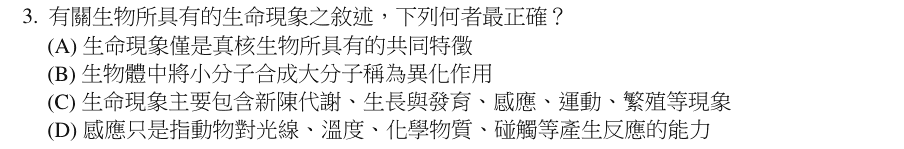 3. 有關生物所具有的生命現象之敘述，下列何者最正確？
(A) 生命現象僅是真核生物所具有的共同特徵
(B) 生物體中將小分子合成大分子稱為異化作用
(C) 生命現象主要包含新陳代謝、生長與發育、感應、運動、繁殖等現象
(D) 感應只是指動物對光線、溫度、化學物質、碰觸等產生反應的能力